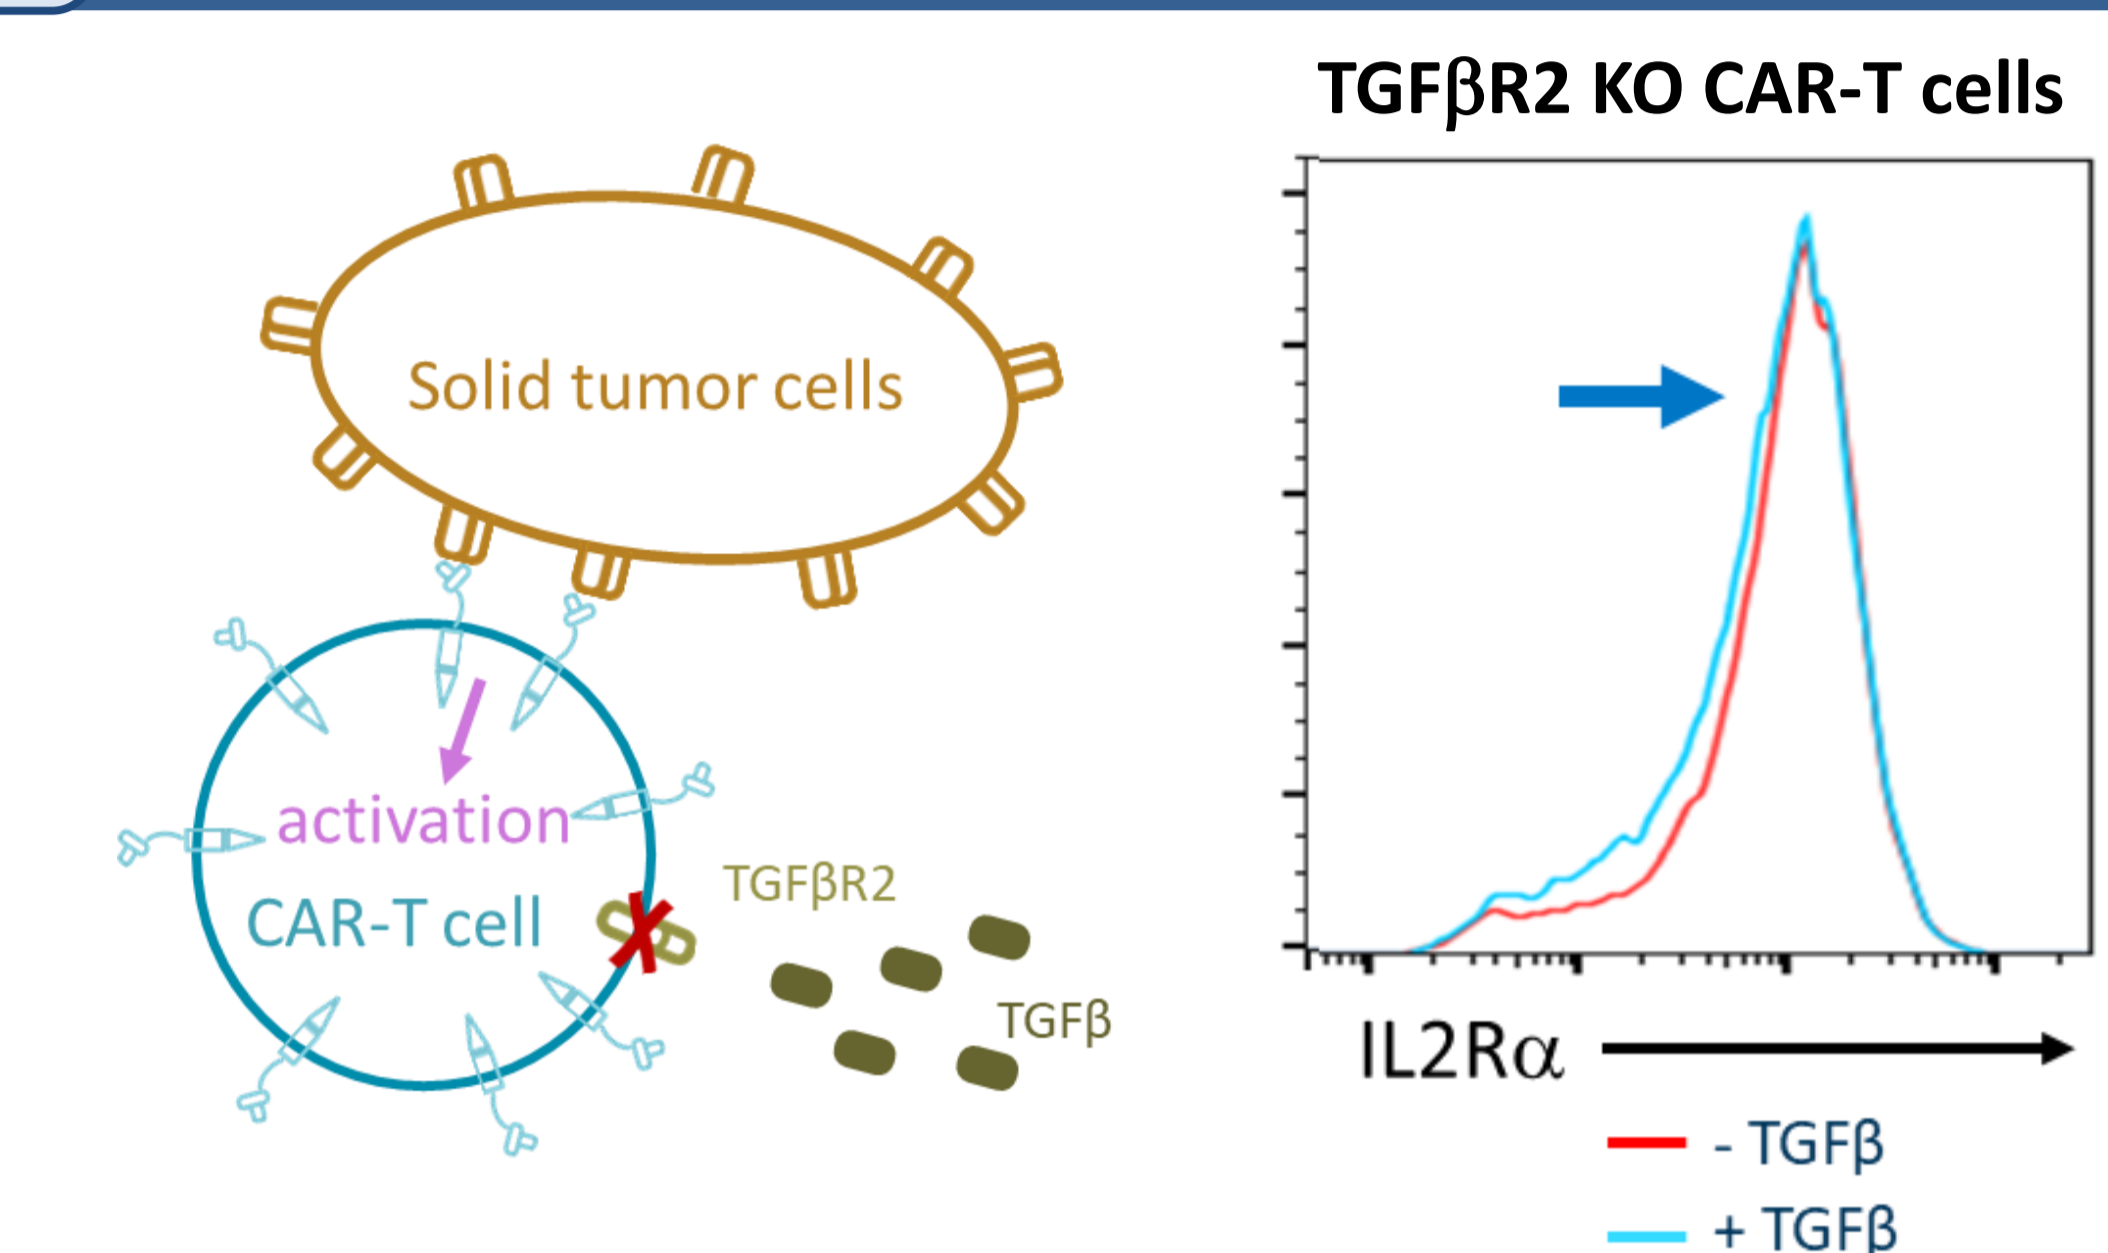 TGFβR2 KO CAR-T cells
Solid tumor cells
activation
CAR-T cell
TGFβR2
TGFβ
IL2Rα
- TGFβ
+ TGFβ